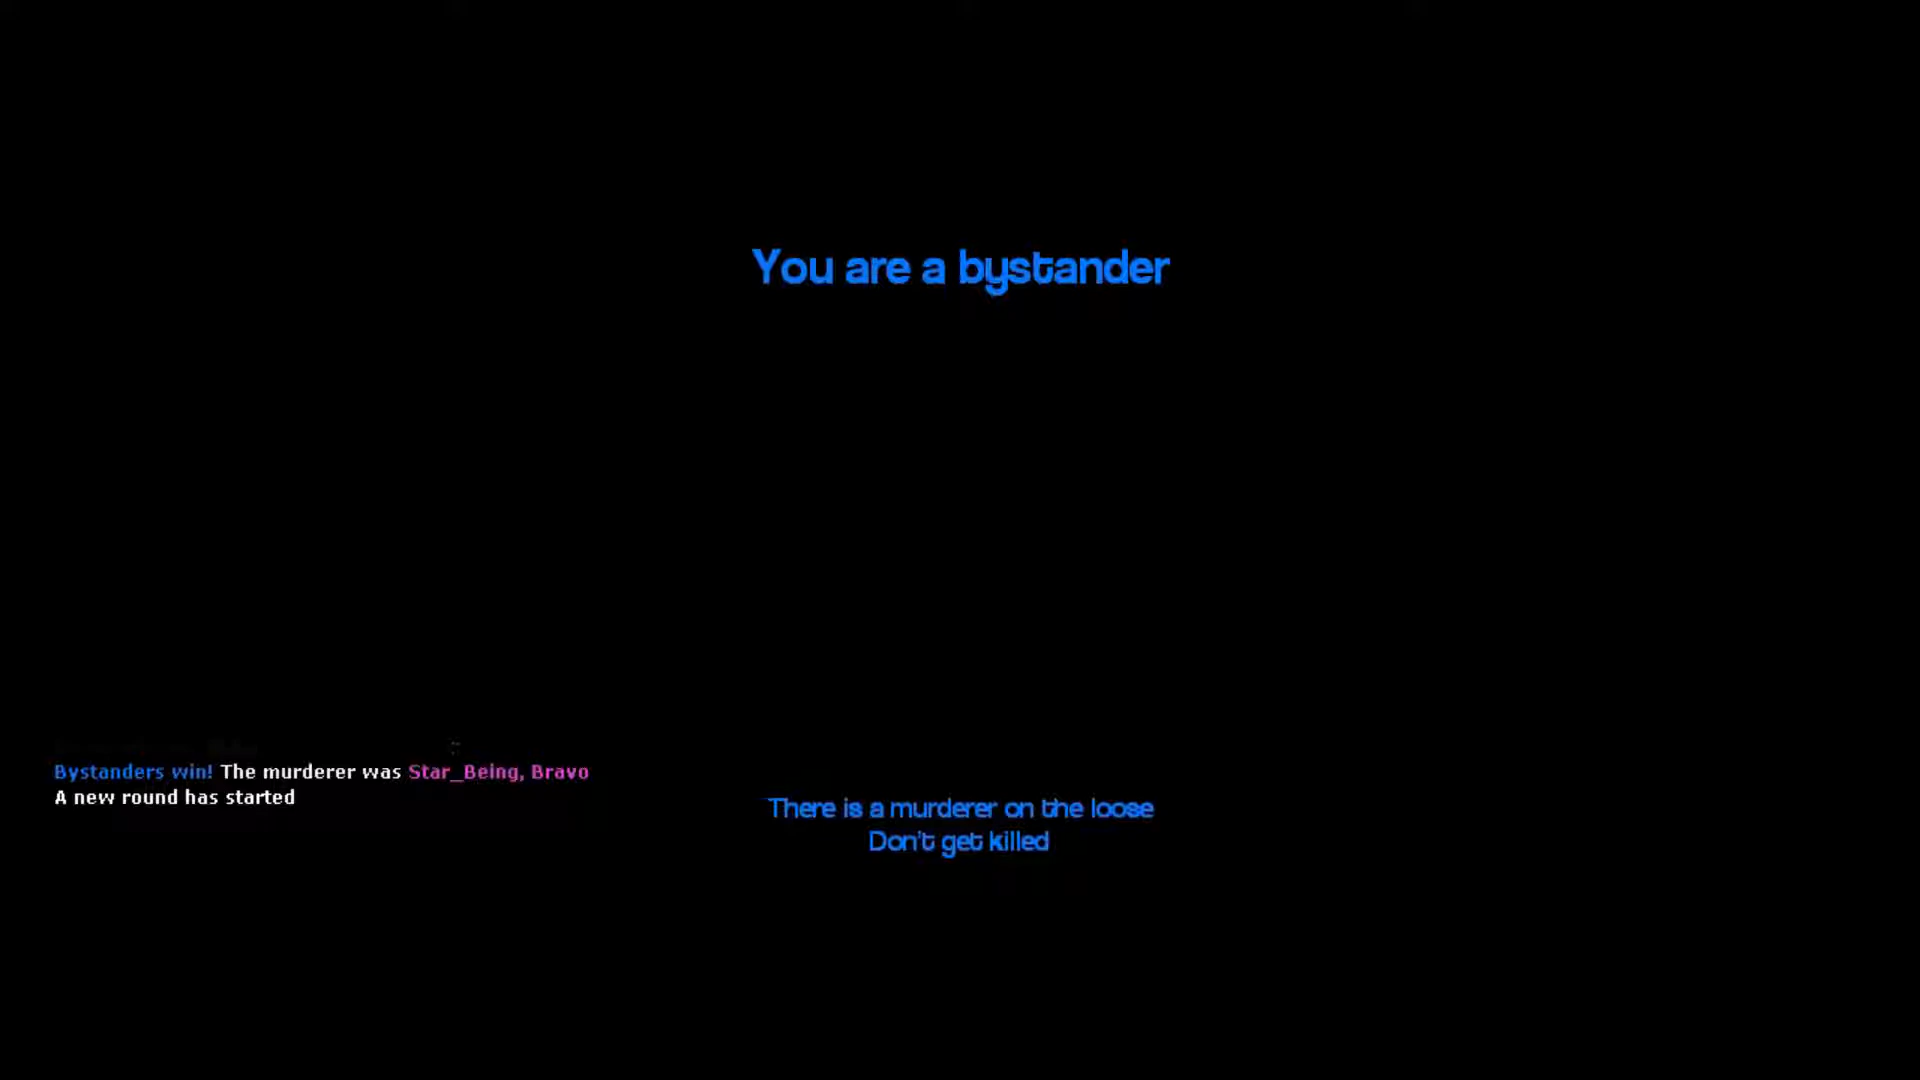 You are a bystander
Bystanders win! The murderer was Star_Being, Bravo
A new round has started
There is a murderer on the loose
Don't get killed